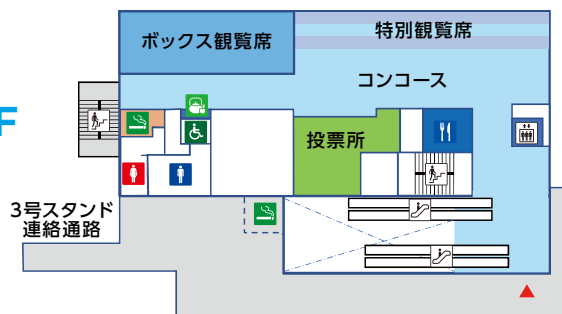 ボックス観覧席
特別観覧席
コンコース
F
投票所
3号スタンド
連絡通路